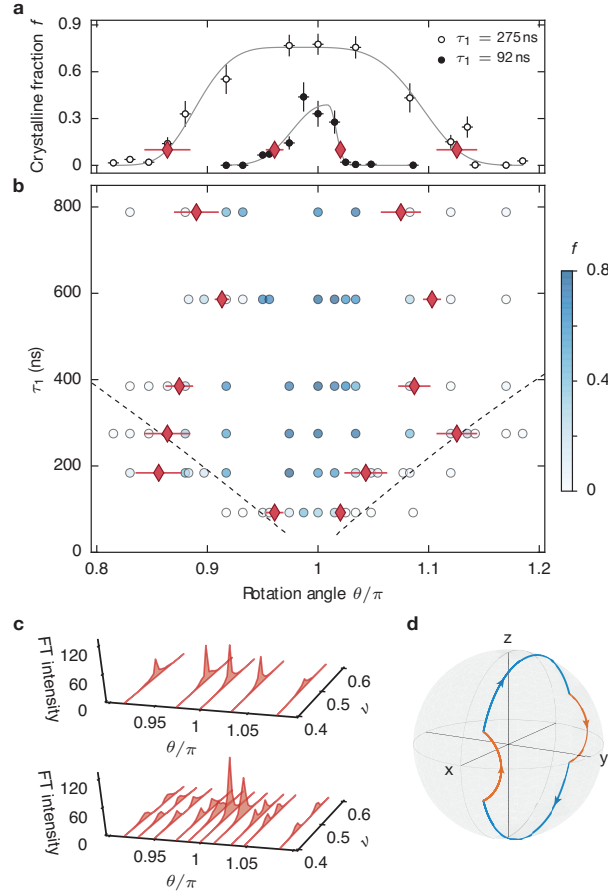 a
Crystalline fraction f
0.9
0.6
0.3
0
τ₁ = 275 ns
τ₁ = 92 ns
b
800
600
400
200
0
τ₁ (ns)
0.8
0.9
1
1.1
1.2
Rotation angle θ/π
f
0.8
0.4
0
c
FT intensity
120
60
0
0.95
1
1.05
θ/π
0.4
0.5
0.6
ν
FT intensity
120
60
0
0.95
1
1.05
θ/π
0.4
0.5
0.6
ν
d
z
x
y